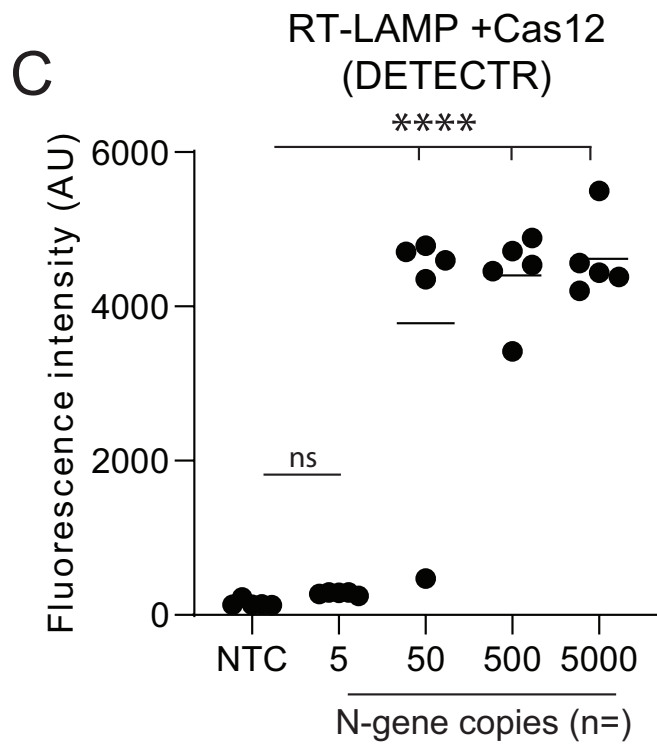 C
RT-LAMP +Cas12
(DETECTR)
****
Fluorescence intensity (AU)
6000
4000
2000
0
ns
NTC 5 50 500 5000
N-gene copies (n=)